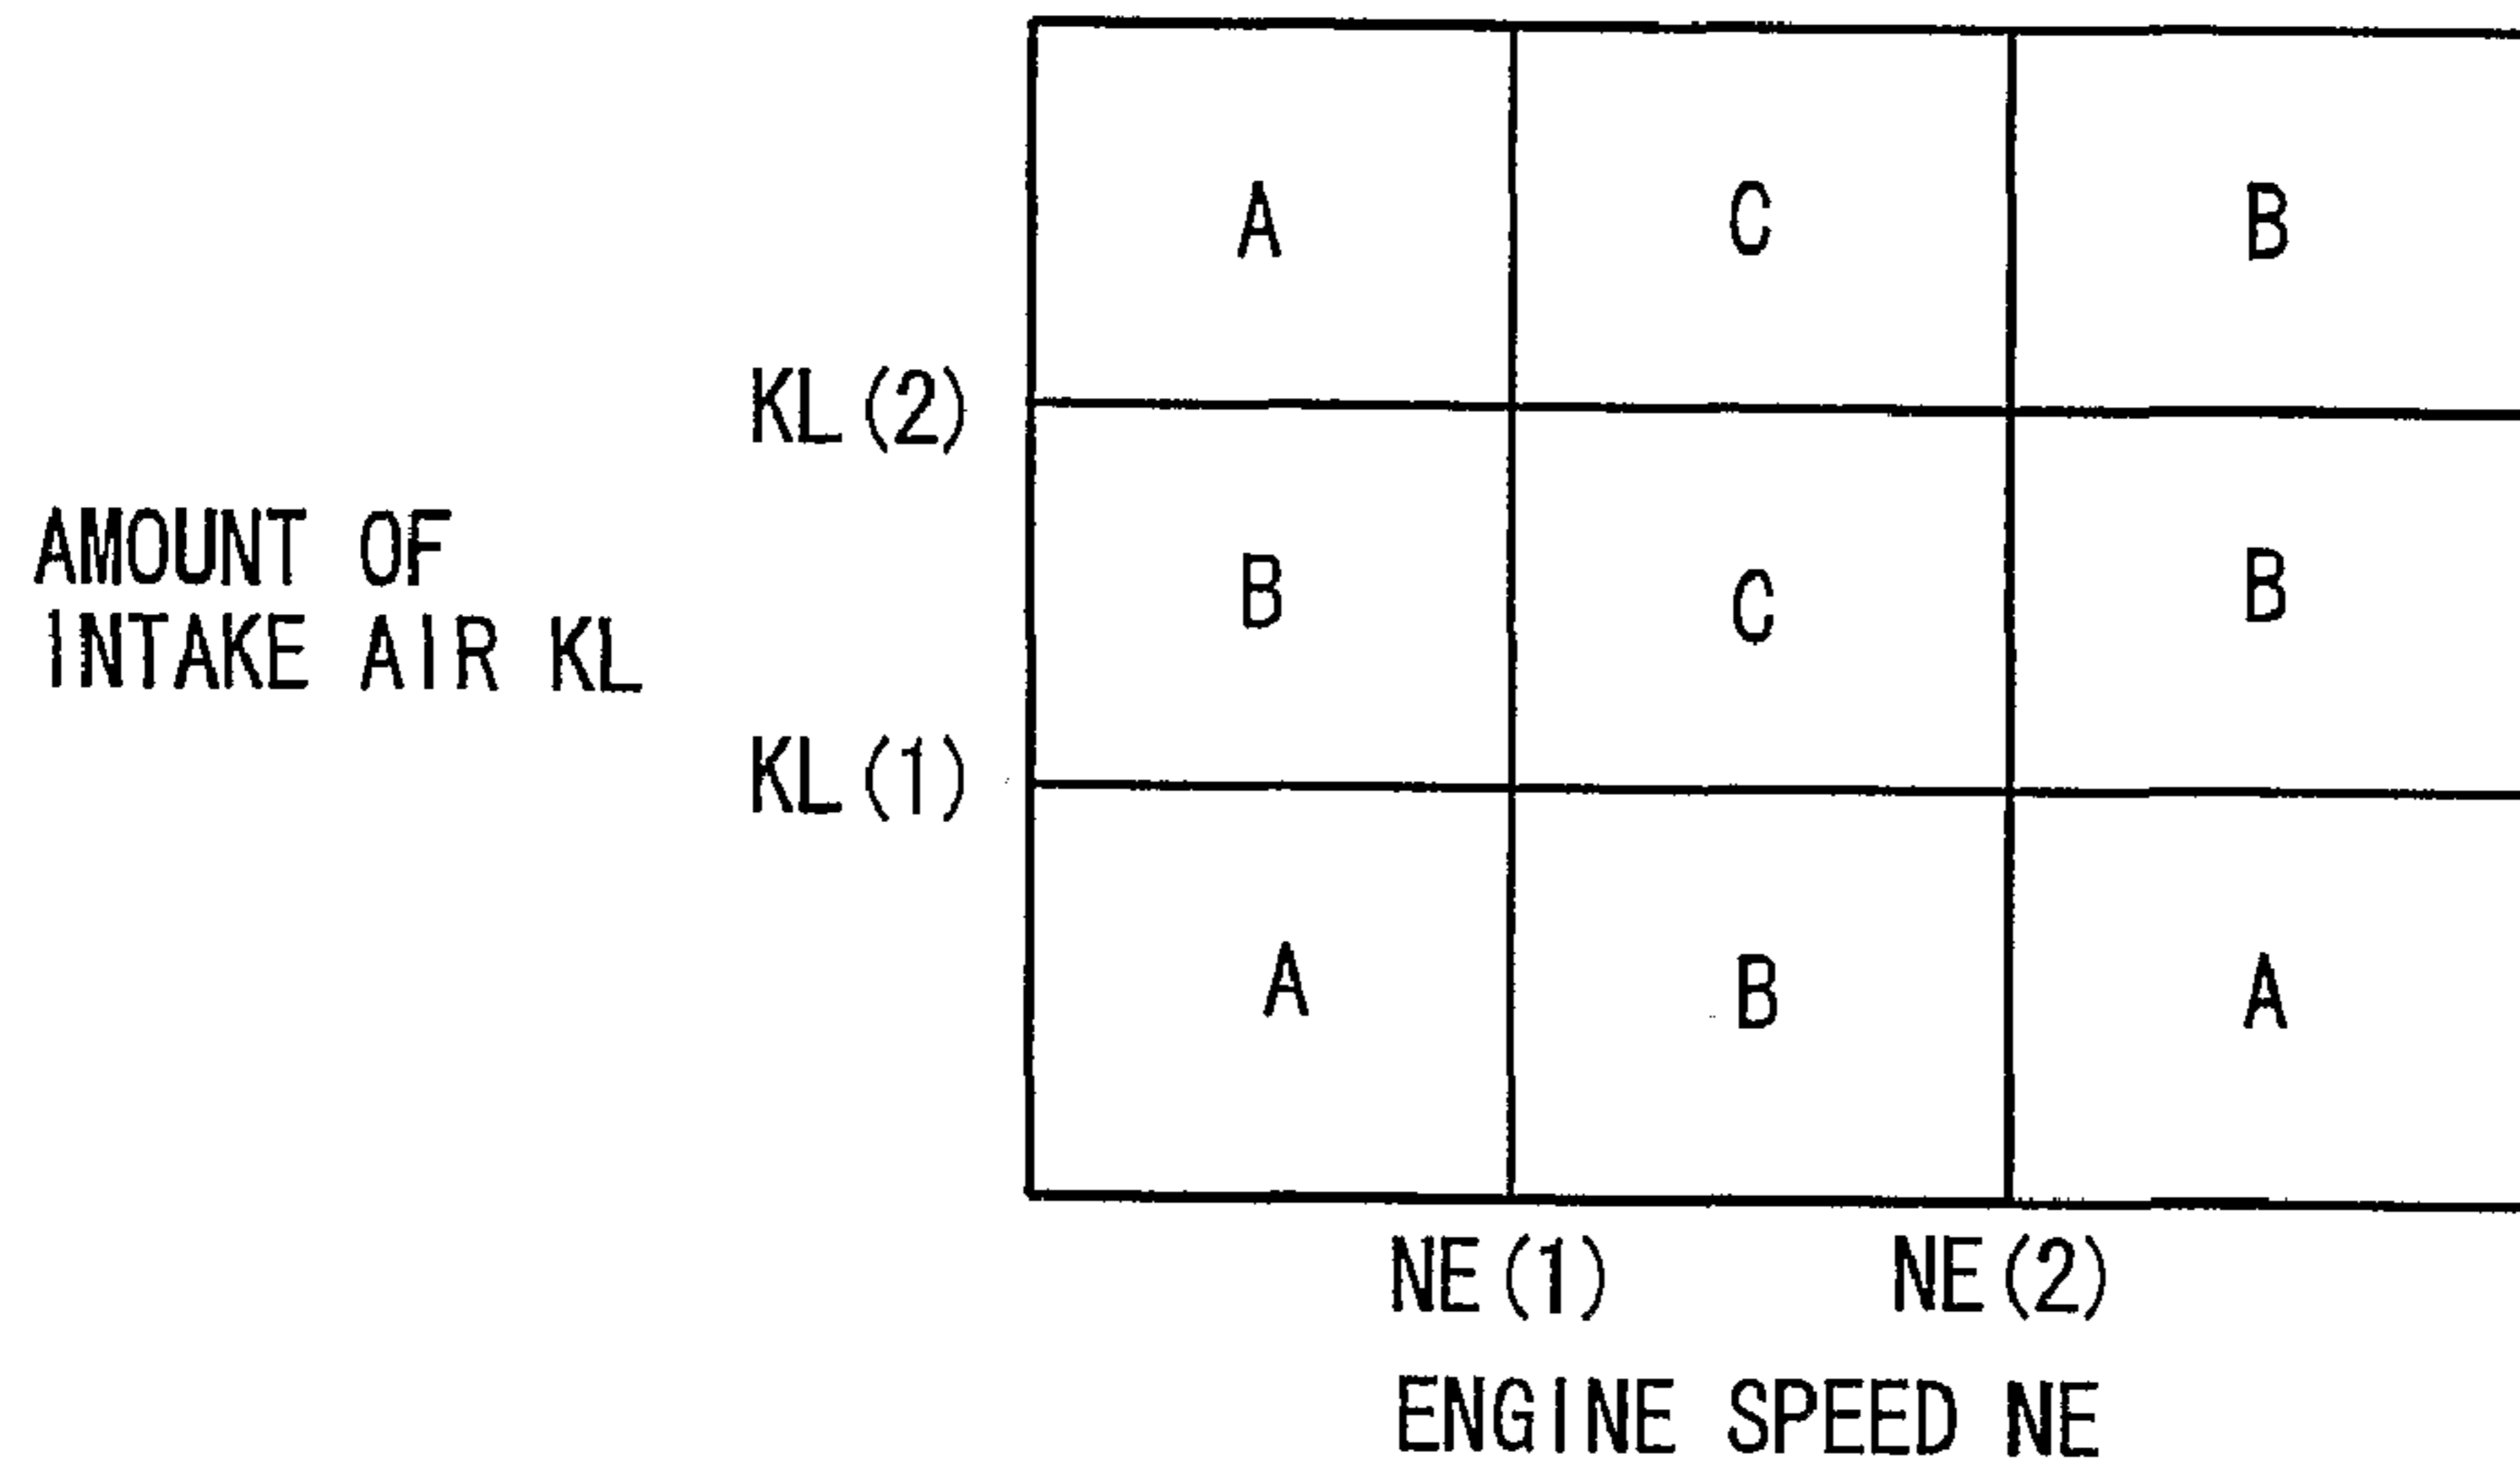 A C B
KL(2)
AMOUNT OF
INTAKE AIR KL
B C B
KL(1)
A B A
NE(1) NE(2)
ENGINE SPEED NE